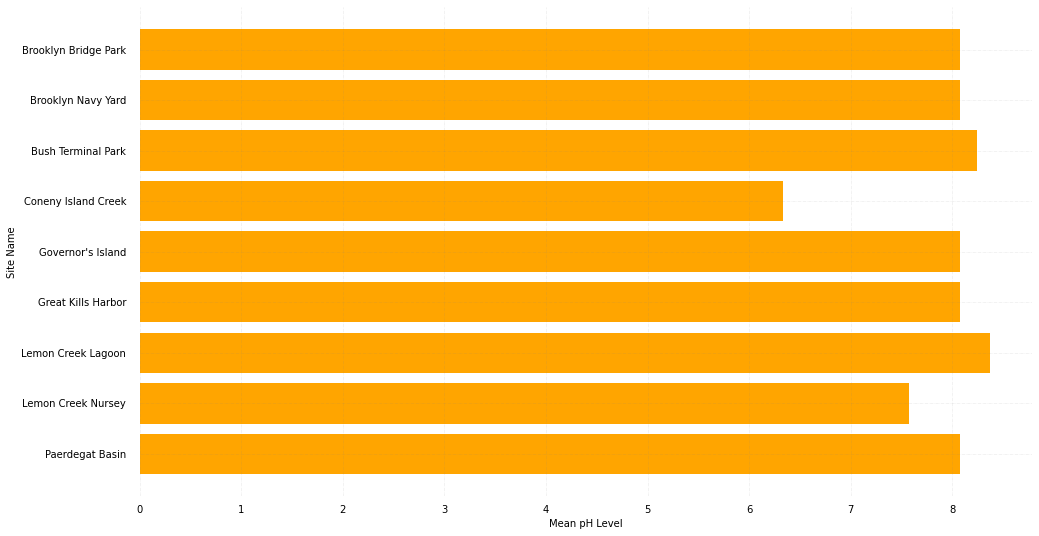 Brooklyn Bridge Park
Brooklyn Navy Yard
Bush Terminal Park
Coneny Island Creek
Governor's Island
Great Kills Harbor
Lemon Creek Lagoon
Lemon Creek Nursey
Paerdegat Basin
Site Name
0 1 2 3 4 5 6 7 8
Mean pH Level